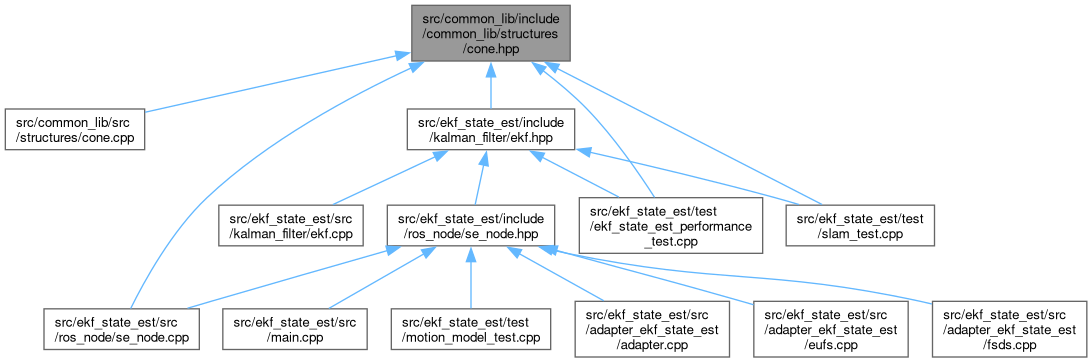 src/common_lib/include
/common_lib/structures
/cone.hpp
src/common_lib/src
/structures/cone.cpp
src/ekf_state_est/include
/kalman_filter/ekf.hpp
src/ekf_state_est/src
/kalman_filter/ekf.cpp
src/ekf_state_est/include
/ros_node/se_node.hpp
src/ekf_state_est/test
/ekf_state_est_performance
_test.cpp
src/ekf_state_est/test
/slam_test.cpp
src/ekf_state_est/src
/ros_node/se_node.cpp
src/ekf_state_est/src
/main.cpp
src/ekf_state_est/test
/motion_model_test.cpp
src/ekf_state_est/src
/adapter_ekf_state_est
/adapter.cpp
src/ekf_state_est/src
/adapter_ekf_state_est
/eufs.cpp
src/ekf_state_est/src
/adapter_ekf_state_est
/fsds.cpp